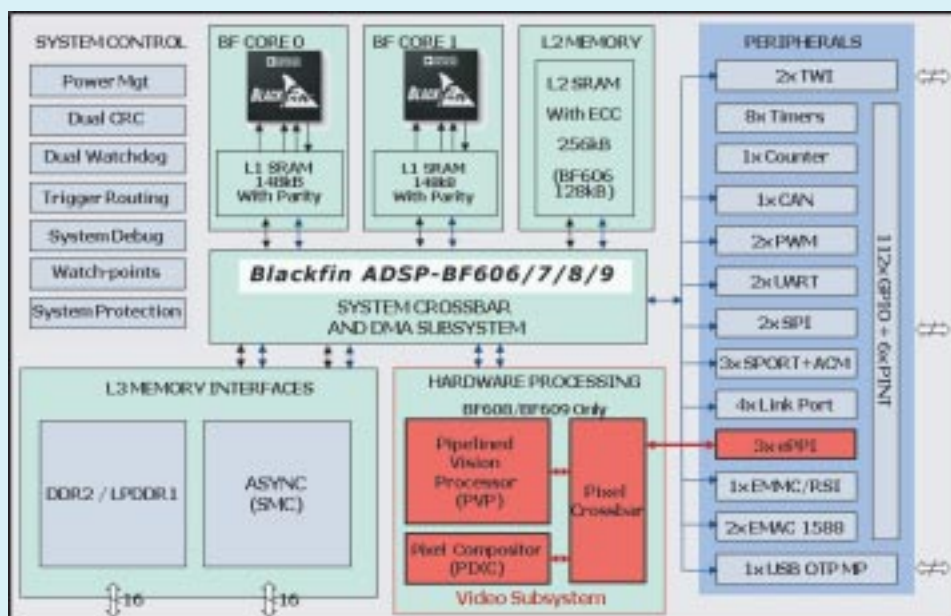 SYSTEM CONTROL
Power Mgt
Dual CRC
Dual Watchdog
Trigger Routing
System Debug
Watch-points
System Protection
BF CORE 0
BLACK
L1 SRAM
148kB
With Parity
BF CORE 1
BLACK
L1 SRAM
148kB
With Parity
L2 MEMORY
L2 SRAM
With ECC
256kB
(BF606
128kB)
Blackfin ADSP-BF606/7/8/9
SYSTEM CROSSBAR
AND DMA SUBSYSTEM
L3 MEMORY INTERFACES
DDR2 / LPDDR1
ASYNC
(SMC)
16
16
HARDWARE PROCESSING
BF608/BF609 Only
Pipelined
Vision
Processor
(PVP)
Pixel Compositor
(PIXC)
Pixel
Crossbar
Video Subsystem
PERIPHERALS
2x TWI
8x Timers
1x Counter
1x CAN
2x PWM
2x UART
2x SPI
3x SPORT+ACM
4x Link Port
3x ePPI
1x EMMC/RSI
2x EMAC 1588
1x USB OTP MP
112x GPIO + 6x PINT